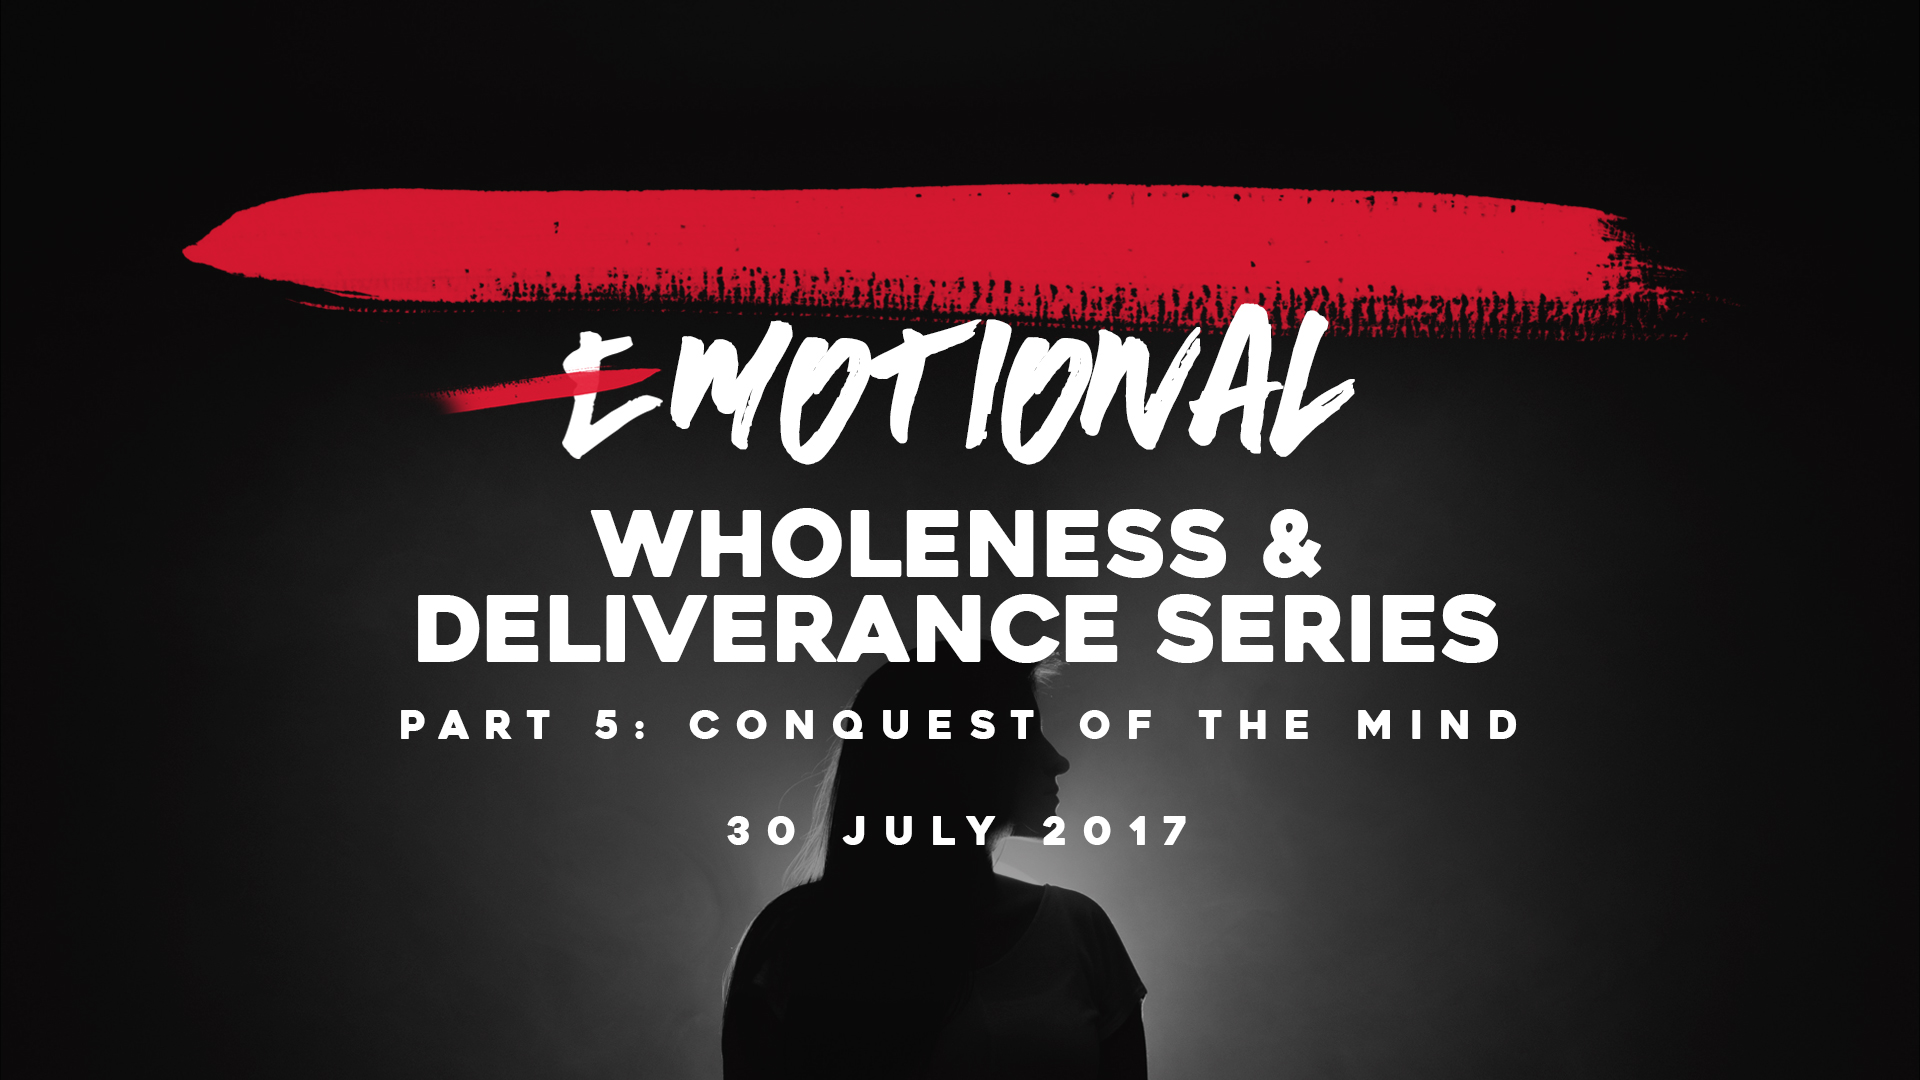 EMOTIONAL
WHOLENESS &
DELIVERANCE SERIES
PART 5: CONQUEST OF THE MIND
30 JULY 2017